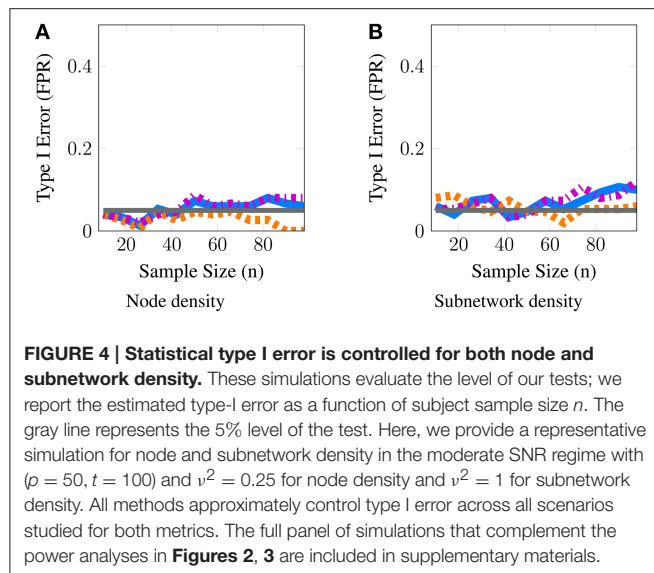 A
B
Type I Error (FPR)
0.4
0.2
0
20 40 60 80
Sample Size (n)
Node density
Type I Error (FPR)
0.4
0.2
0
20 40 60 80
Sample Size (n)
Subnetwork density
FIGURE 4 | Statistical type I error is controlled for both node and
subnetwork density. These simulations evaluate the level of our tests; we
report the estimated type-I error as a function of subject sample size n. The
gray line represents the 5% level of the test. Here, we provide a representative
simulation for node and subnetwork density in the moderate SNR regime with
(p = 50, t = 100) and ν² = 0.25 for node density and ν² = 1 for subnetwork
density. All methods approximately control type I error across all scenarios
studied for both metrics. The full panel of simulations that complement the
power analyses in Figures 2, 3 are included in supplementary materials.